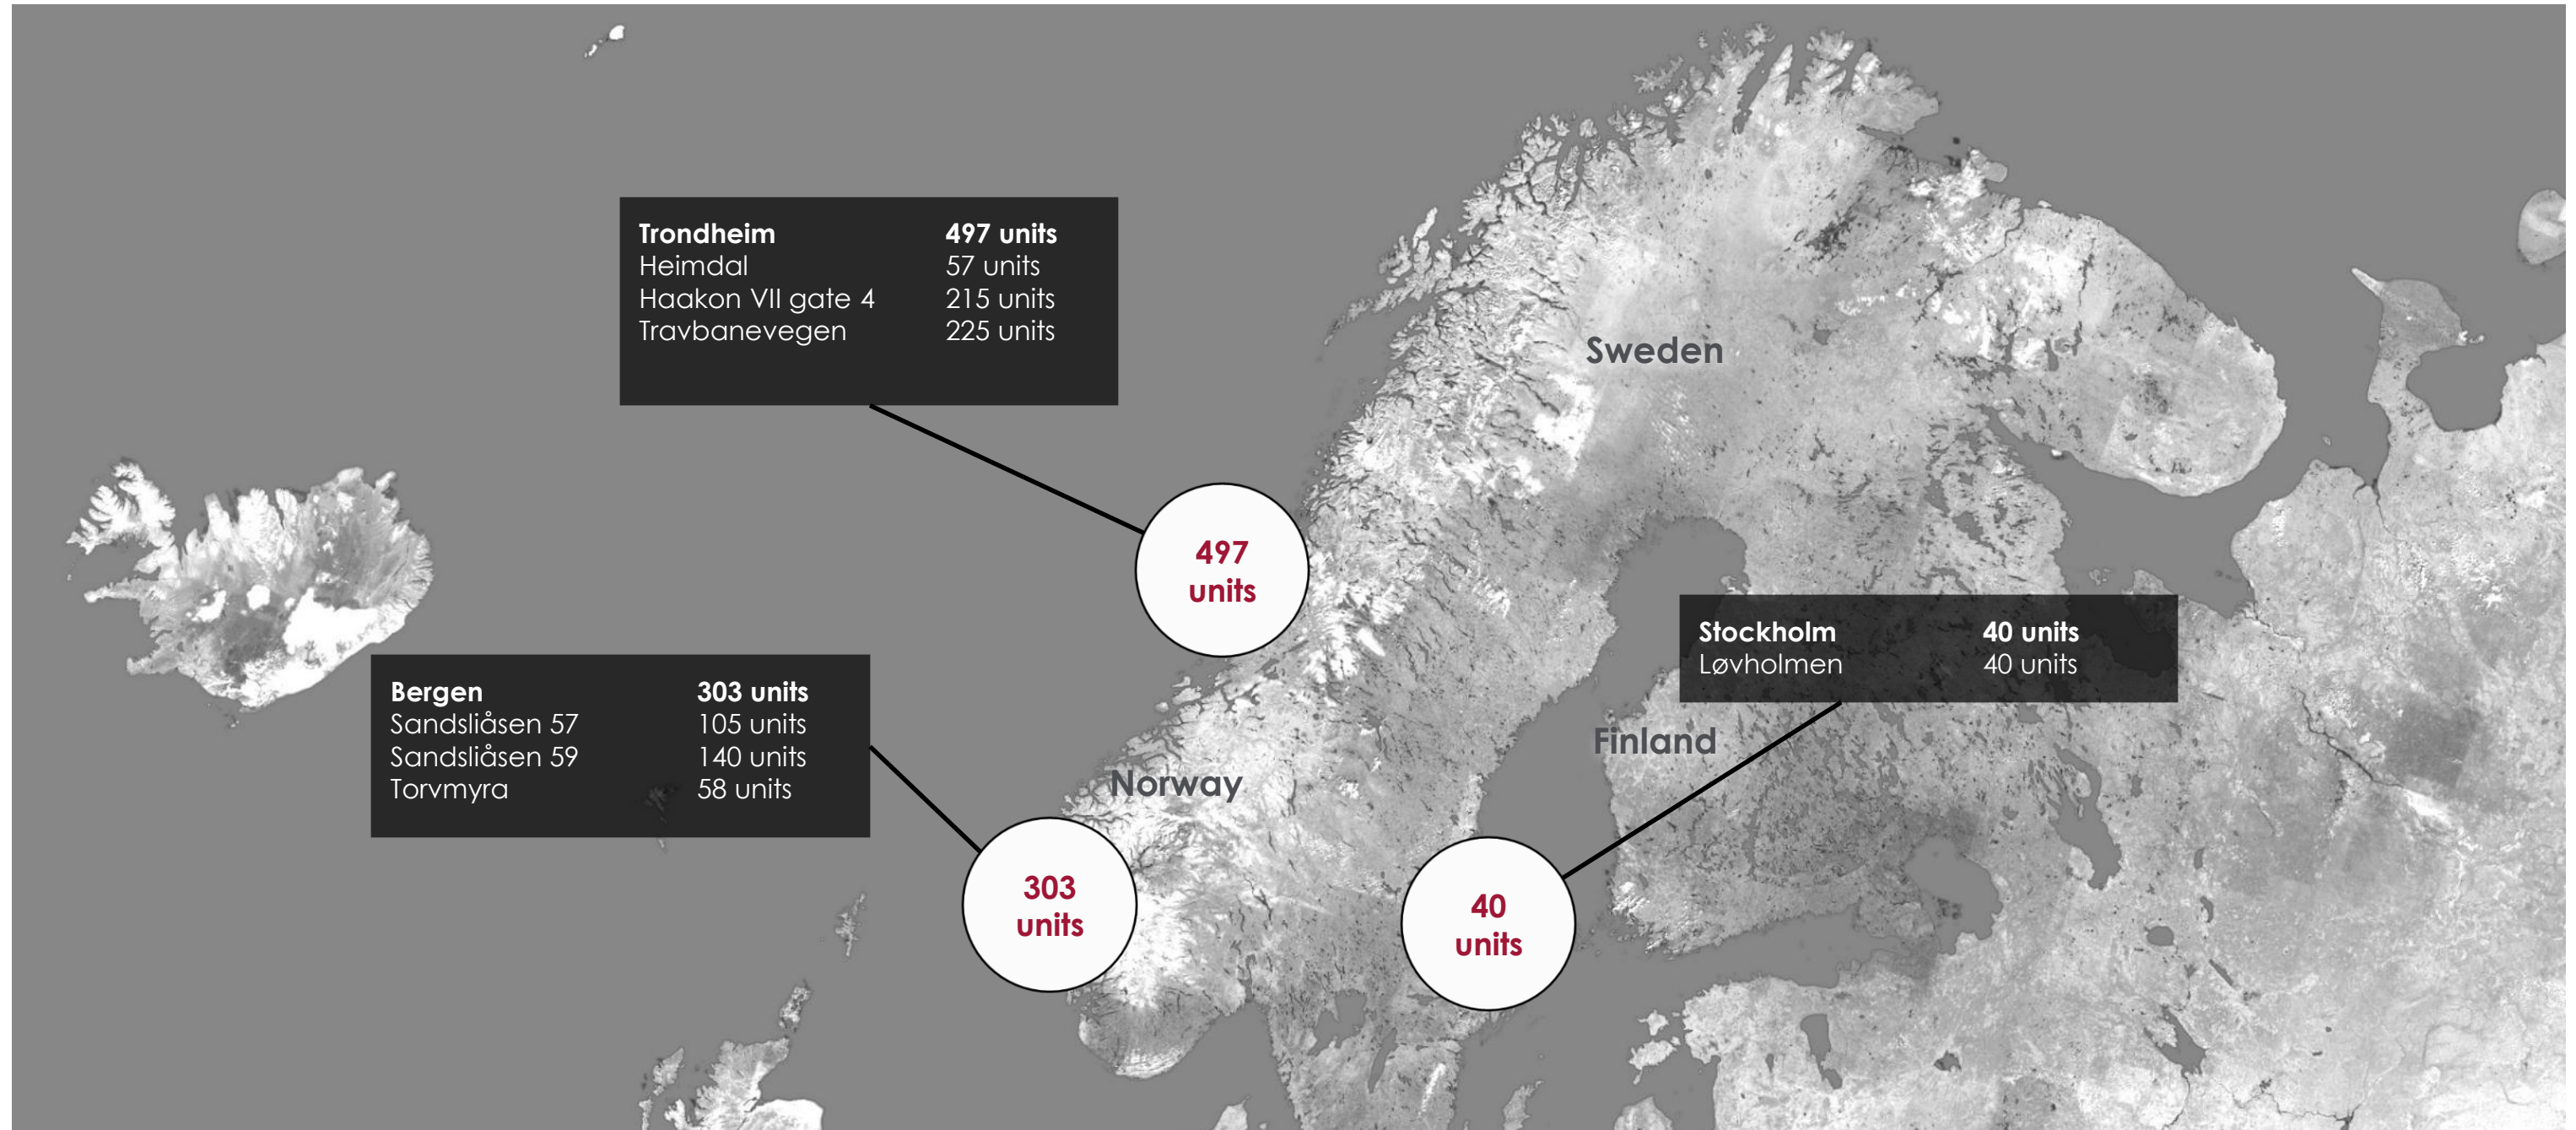 Trondheim 497 units
Heimdal 57 units
Haakon VII gate 4 215 units
Travbanevegen 225 units
Sweden
497
units
Stockholm 40 units
Løvholmen 40 units
Bergen 303 units
Sandsliåsen 57 105 units
Sandsliåsen 59 140 units
Torvmyra 58 units
Finland
Norway
303
units
40
units